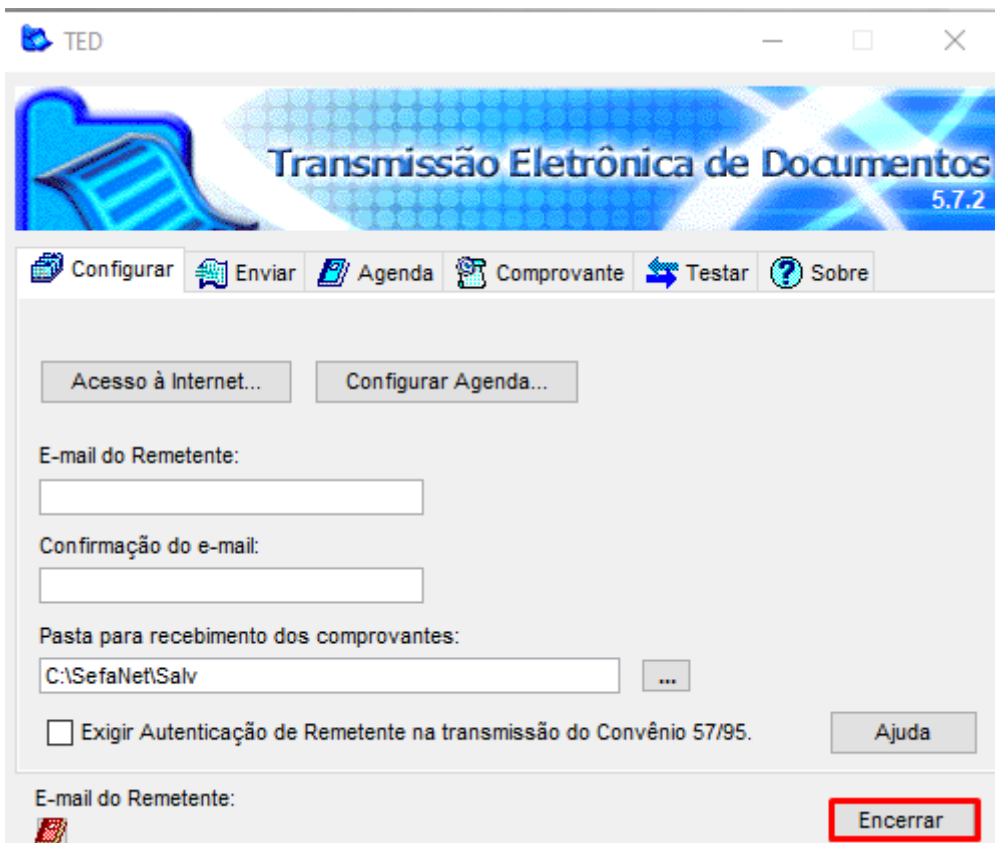 TED
Transmissão Eletrônica de Documentos
5.7.2
Configurar Enviar Agenda Comprovante Testar Sobre
Acesso à Internet... Configurar Agenda...
E-mail do Remetente:
Confirmação do e-mail:
Pasta para recebimento dos comprovantes:
C:\SefaNet\Salv ...
Exigir Autenticação de Remetente na transmissão do Convênio 57/95. Ajuda
E-mail do Remetente:
Encerrar